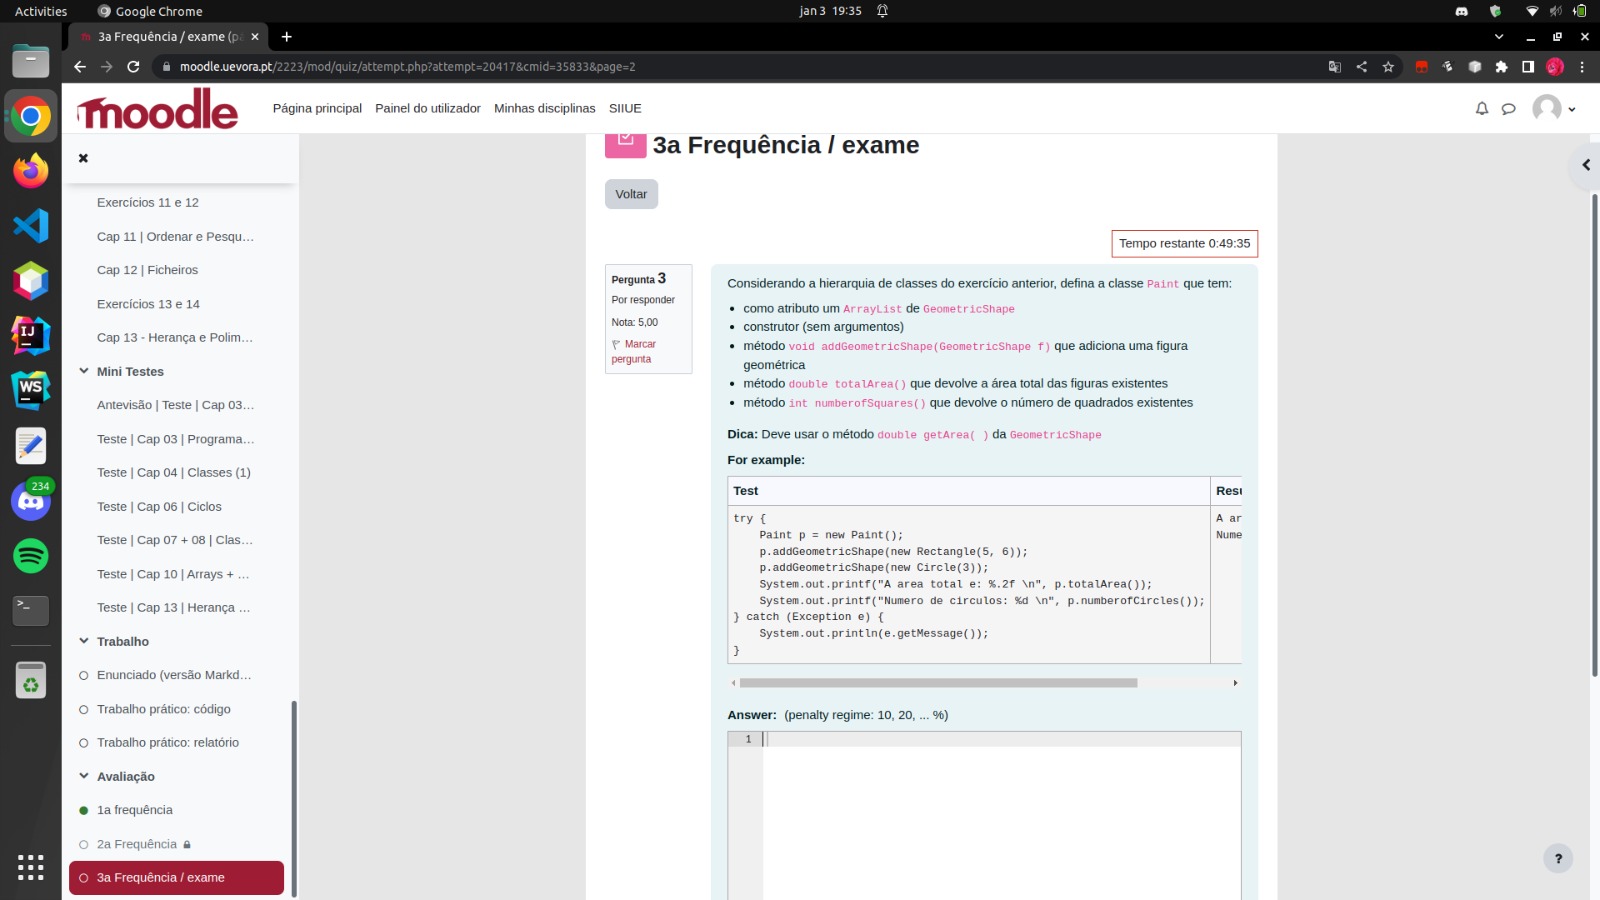 Activities
Google Chrome
jan 3 19:35
3a Frequência / exame (pa
moodle.uevora.pt/2223/mod/quiz/attempt.php?attempt=20417&cmid=35833&page=2
moodle
Página principal
Painel do utilizador
Minhas disciplinas
SIIUE
Exercícios 11 e 12
Cap 11 | Ordenar e Pesqu...
Cap 12 | Ficheiros
Exercícios 13 e 14
Cap 13 - Herança e Polim...
Mini Testes
Antevisão | Teste | Cap 03...
Teste | Cap 03 | Programa...
Teste | Cap 04 | Classes (1)
Teste | Cap 06 | Ciclos
Teste | Cap 07 + 08 | Clas...
Teste | Cap 10 | Arrays + ...
Teste | Cap 13 | Herança ...
Trabalho
Enunciado (versão Markd...
Trabalho prático: código
Trabalho prático: relatório
Avaliação
1a frequência
2a Frequência
3a Frequência / exame
IJ
WS
234
>_
3a Frequência / exame
Voltar
Tempo restante 0:49:35
Pergunta 3
Por responder
Nota: 5,00
Marcar
pergunta
Considerando a hierarquia de classes do exercício anterior, defina a classe Paint que tem:
como atributo um ArrayList de GeometricShape
construtor (sem argumentos)
método void addGeometricShape(GeometricShape f) que adiciona uma figura
geométrica
método double totalArea() que devolve a área total das figuras existentes
método int numberofSquares() que devolve o número de quadrados existentes
Dica: Deve usar o método double getArea( ) da GeometricShape
For example:
Test
Resu
try {
Paint p = new Paint();
p.addGeometricShape(new Rectangle(5, 6));
p.addGeometricShape(new Circle(3));
System.out.printf("A area total e: %.2f \n", p.totalArea());
System.out.printf("Numero de circulos: %d \n", p.numberofCircles());
} catch (Exception e) {
System.out.println(e.getMessage());
}
A ar
Nume
Answer: (penalty regime: 10, 20, ... %)
1
?